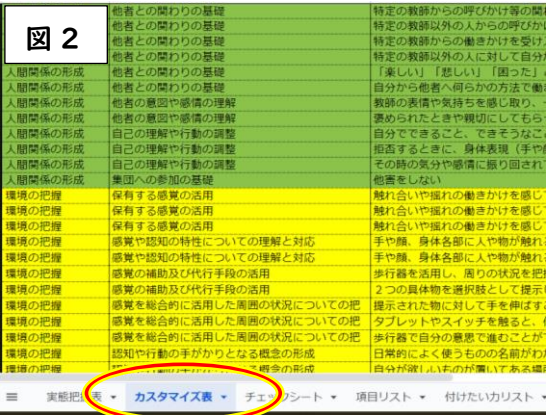 図２
他者との関わりの基礎 特定の教師からの呼びかけ等の関
他者との関わりの基礎 特定の教師以外の人からの呼びか
他者との関わりの基礎 特定の教師からの働きかけを受け
他者との関わりの基礎 特定の教師以外の人に対して自分
人間関係の形成 他者との関わりの基礎 「楽しい」「悲しい」「困った」
人間関係の形成 他者との関わりの基礎 自分から他者へ何らかの方法で働
人間関係の形成 他者の意図や感情の理解 教師の表情や気持ちを感じ取り、
人間関係の形成 他者の意図や感情の理解 褒められたときや親切にしてもら
人間関係の形成 自己の理解や行動の調整 自分でできること、できそうなこ
人間関係の形成 自己の理解や行動の調整 拒否するときに、身体表現（手や
人間関係の形成 自己の理解や行動の調整 その時の気分や感情に振り回され
人間関係の形成 集団への参加の基礎 他害をしない
環境の把握 保有する感覚の活用 触れ合いや揺れの働きかけを感じ
環境の把握 保有する感覚の活用 触れ合いや揺れの働きかけを感じ
環境の把握 保有する感覚の活用 触れ合いや揺れの働きかけを感じ
環境の把握 感覚や認知の特性についての理解と対応 手や顔、身体各部に人や物が触れ
環境の把握 感覚や認知の特性についての理解と対応 手や顔、身体各部に人や物が触れ
環境の把握 感覚の補助及び代行手段の活用 歩行器を活用し、周りの状況を把
環境の把握 感覚の補助及び代行手段の活用 ２つの具体物を選択肢として提示
環境の把握 感覚を総合的に活用した周囲の状況についての把 提示された物に対して手を伸ばす
環境の把握 感覚を総合的に活用した周囲の状況についての把 タブレットやスイッチを触ると、
環境の把握 感覚を総合的に活用した周囲の状況についての把 歩行器で自分の意思で進むことが
環境の把握 認知や行動の手がかりとなる概念の形成 日常的によく使うものの名前がわ
環境の把握 自分が欲しいものが置いてある場
実態把握表 カスタマイズ表 チェックシート 項目リスト 付けたい力リスト